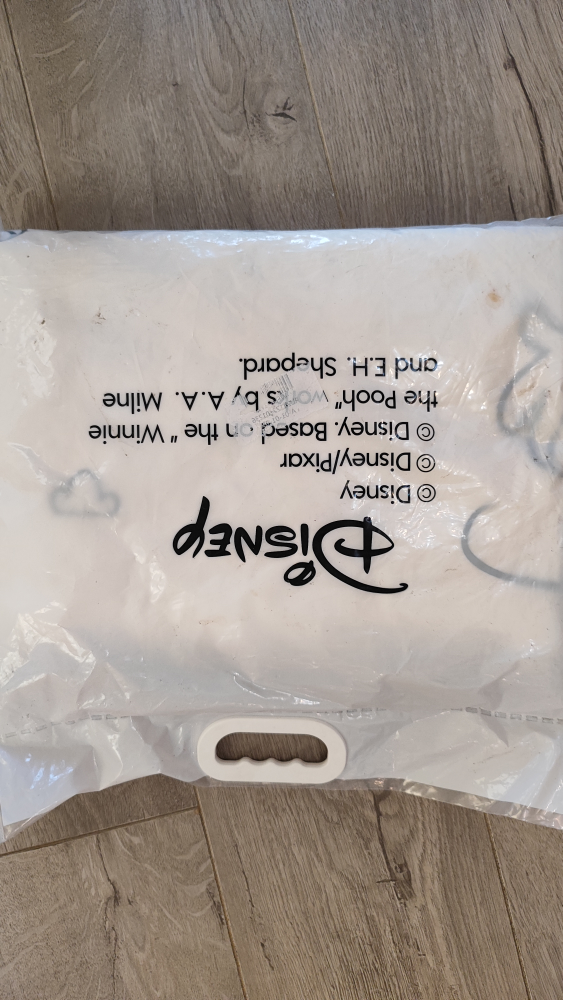 Disney
© Disney
© Disney/Pixar
© Disney. Based on the "Winnie
the Pooh" works by A.A. Milne
and E.H. Shepard.